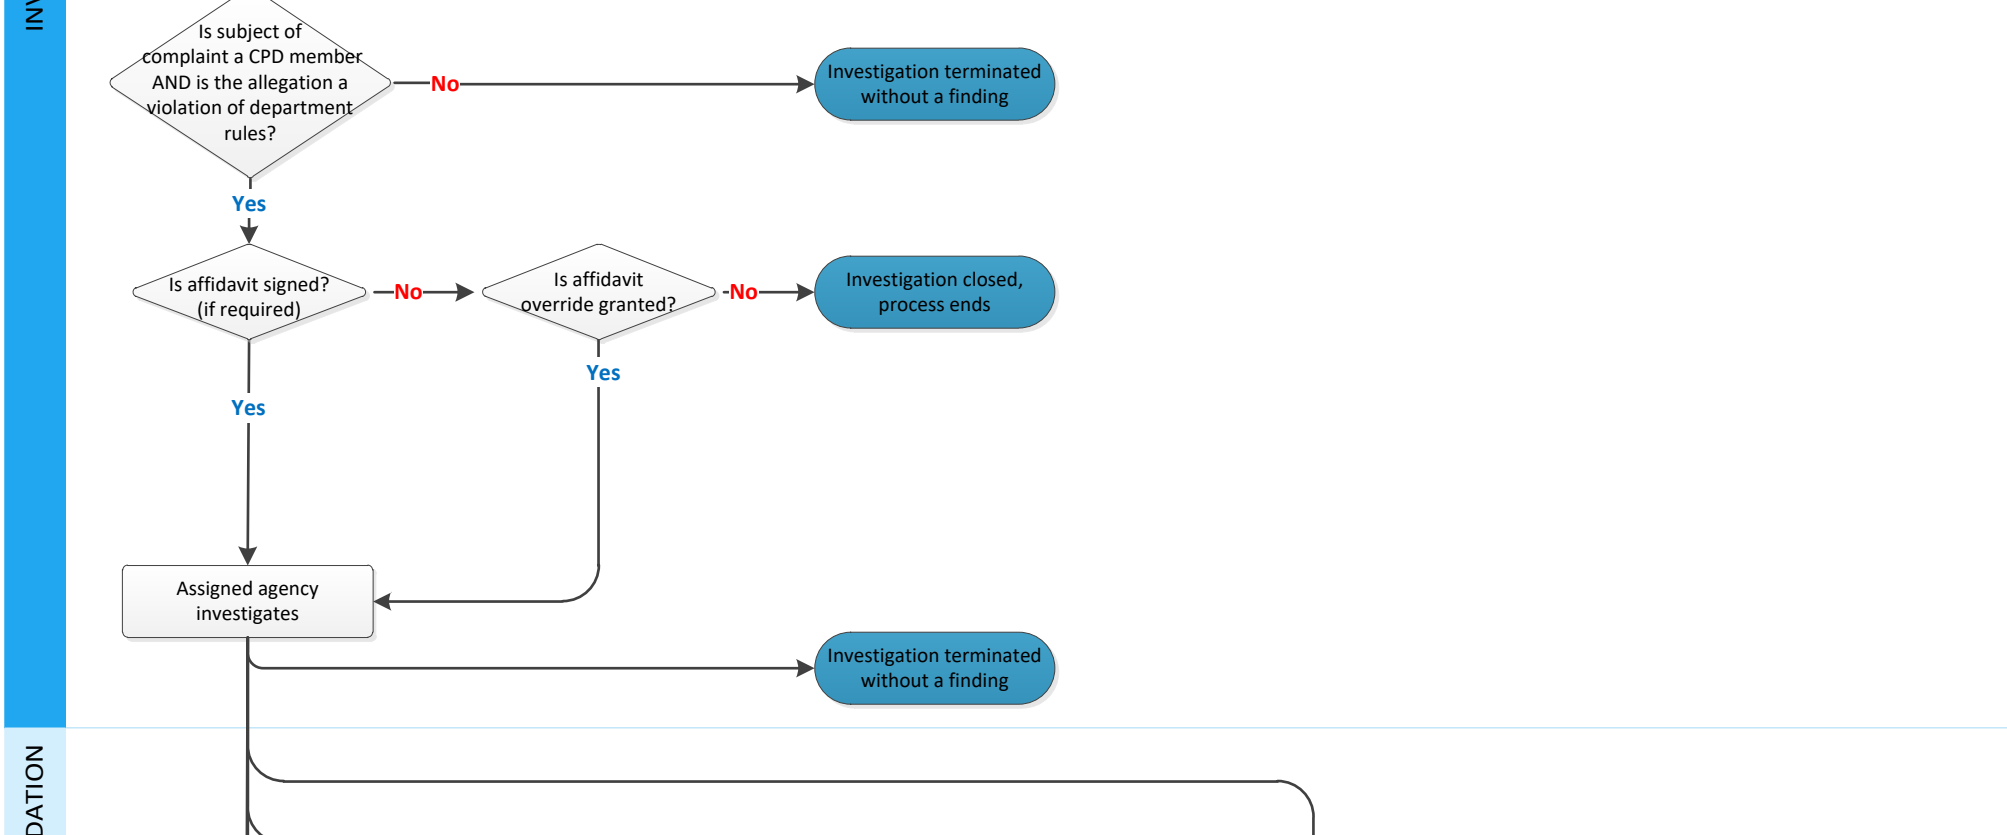 INV
Is subject of
complaint a CPD member
AND is the allegation a
violation of department
rules?
No
Investigation terminated
without a finding
Yes
Is affidavit signed?
(if required)
No
Is affidavit
override granted?
No
Investigation closed,
process ends
Yes
Yes
Assigned agency
investigates
Investigation terminated
without a finding
DATION